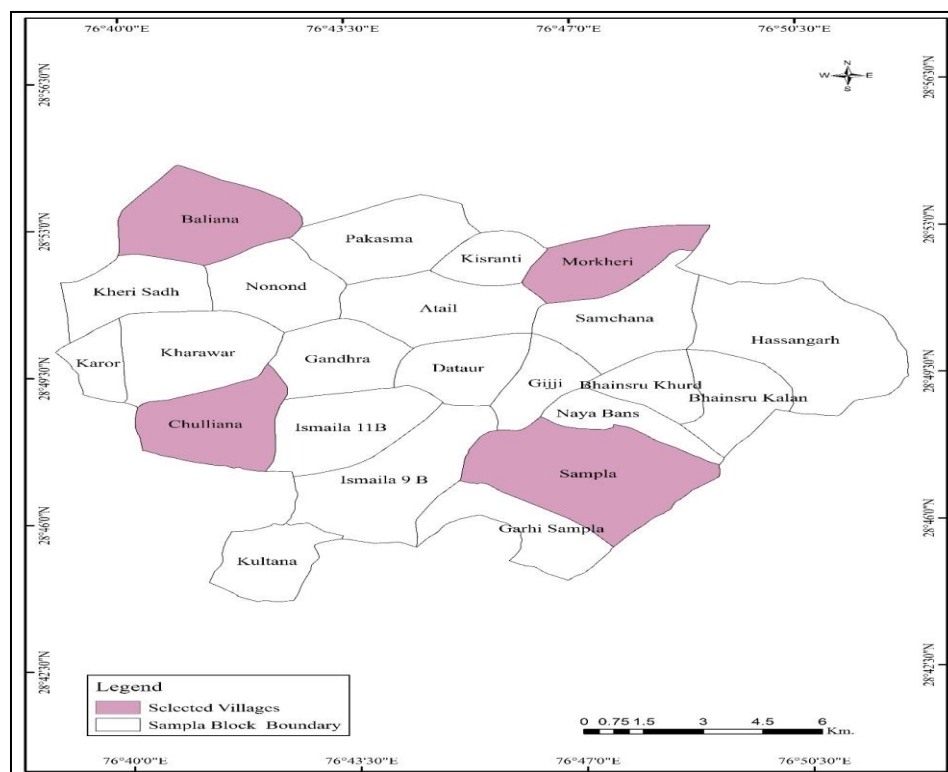 76°40'0"E 76°43'30"E 76°47'0"E 76°50'30"E
N
W E
S
28°56'30"N 28°56'30"N
28°53'0"N 28°53'0"N
28°49'30"N 28°49'30"N
28°46'0"N 28°46'0"N
28°42'30"N 28°42'30"N
Baliana
Pakasma
Kisranti
Morkheri
Kheri Sadh
Nonond
Atail
Samchana
Hassangarh
Karor
Kharawar
Gandhra
Dataur
Gijji
Bhainsru Khurd
Bhainsru Kalan
Chulliana
Ismaila 11B
Naya Bans
Ismaila 9 B
Sampla
Garhi Sampla
Kultana
Legend
Selected Villages
Sampla Block Boundary
0 0.75 1.5 3 4.5 6
Km.
76°40'0"E 76°43'30"E 76°47'0"E 76°50'30"E